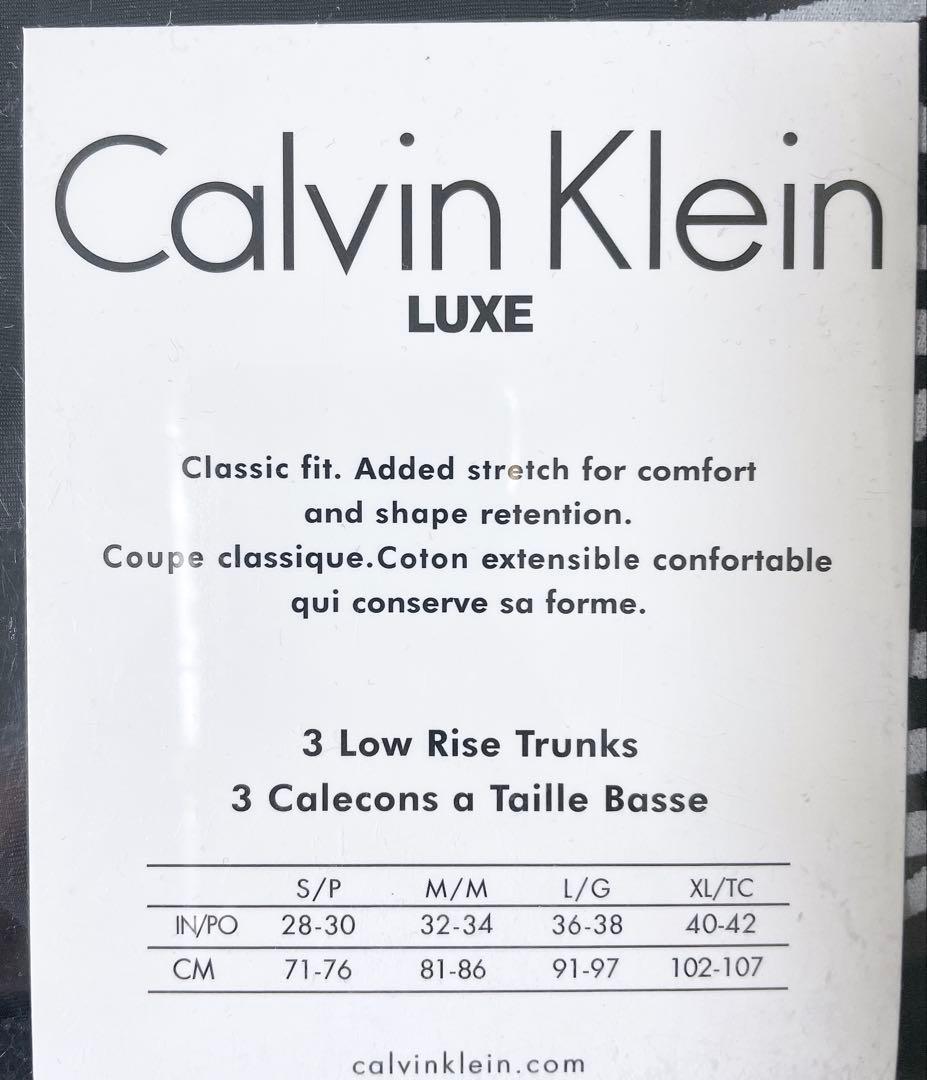 Calvin Klein
LUXE
Classic fit. Added stretch for comfort
and shape retention.
Coupe classique.Coton extensible confortable
qui conserve sa forme.
3 Low Rise Trunks
3 Calecons a Taille Basse
S/P M/M L/G XL/TC
IN/PO 28-30 32-34 36-38 40-42
CM 71-76 81-86 91-97 102-107
calvinklein.com